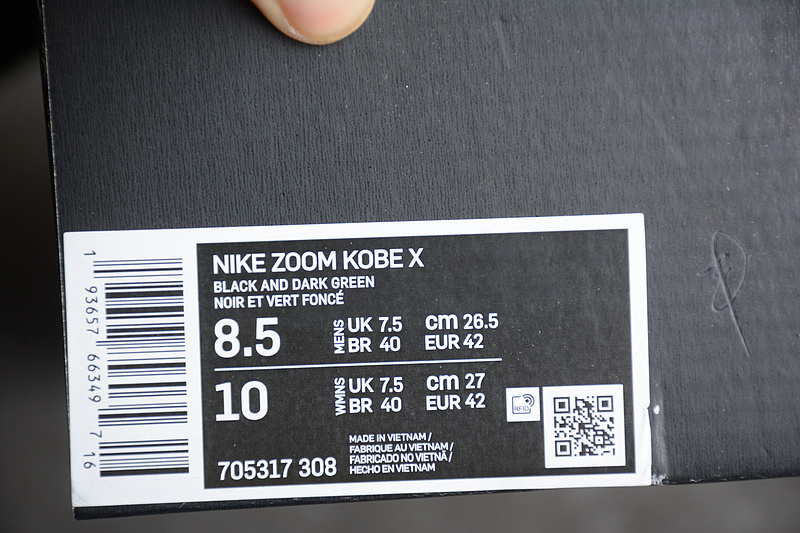 1 93657 66349 7 16
NIKE ZOOM KOBE X
BLACK AND DARK GREEN
NOIR ET VERT FONCÉ
8.5
MENS
UK 7.5 cm 26.5
BR 40 EUR 42
10
WMNS
UK 7.5 cm 27
BR 40 EUR 42
RFID
705317 308
MADE IN VIETNAM /
FABRIQUE AU VIETNAM /
FABRICADO NO VIETNÃ /
HECHO EN VIETNAM